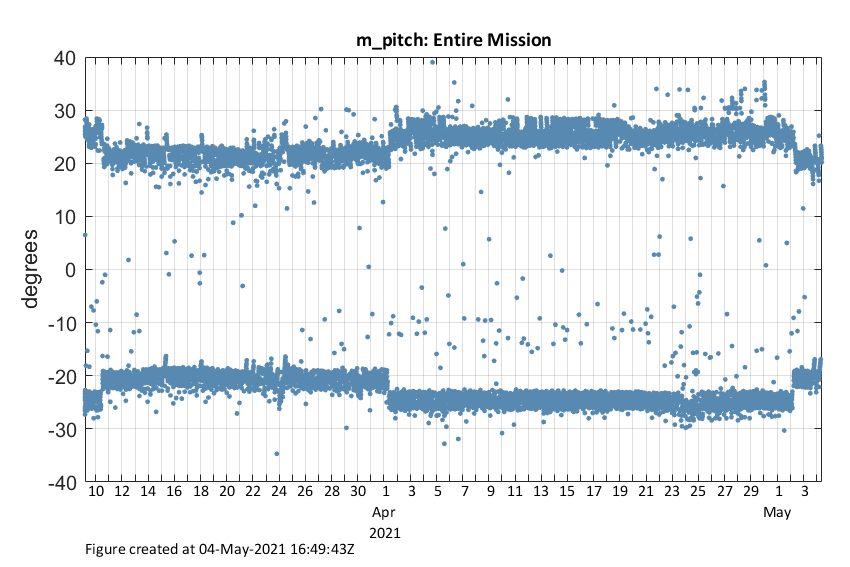 m_pitch: Entire Mission
40
30
20
10
0
-10
-20
-30
-40
degrees
10 12 14 16 18 20 22 24 26 28 30 1 3 5 7 9 11 13 15 17 19 21 23 25 27 29 1 3
Apr May
2021
Figure created at 04-May-2021 16:49:43Z